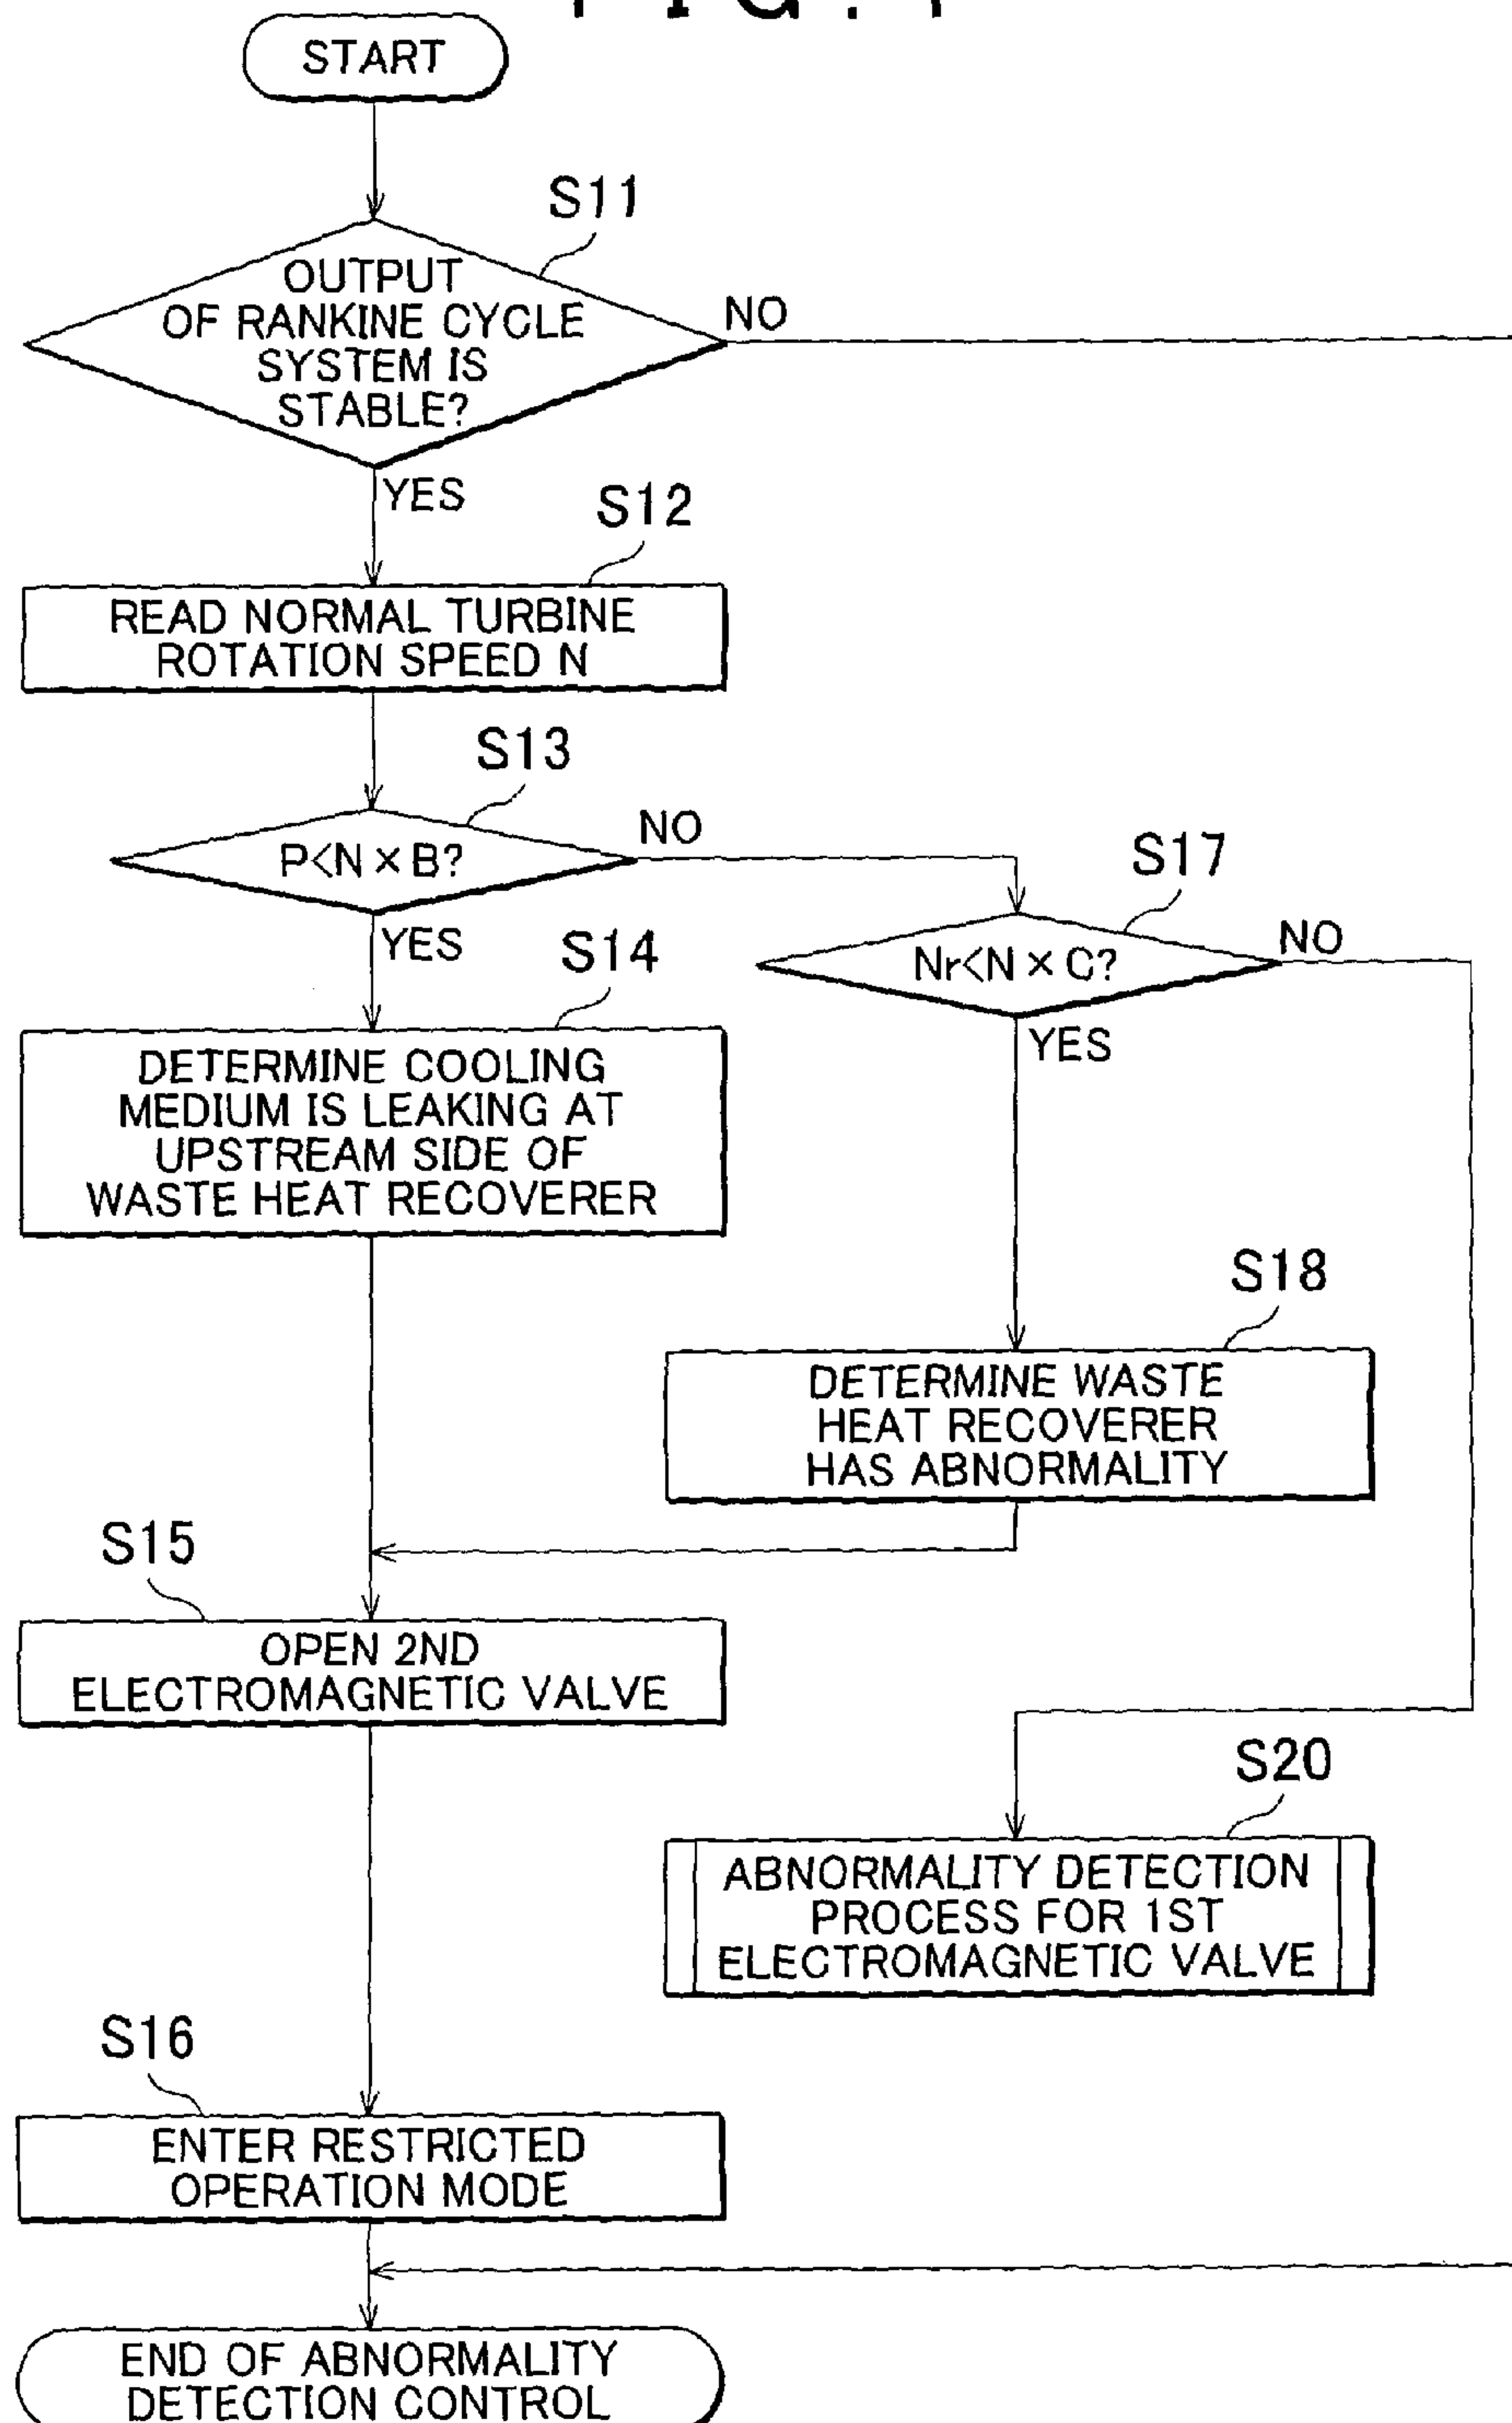 START
S11
OUTPUT
OF RANKINE CYCLE
SYSTEM IS
STABLE?
NO
YES
S12
READ NORMAL TURBINE
ROTATION SPEED N
S13
P<N × B?
NO
YES
S17
Nr<N × C?
NO
YES
S14
DETERMINE COOLING
MEDIUM IS LEAKING AT
UPSTREAM SIDE OF
WASTE HEAT RECOVERER
S18
DETERMINE WASTE
HEAT RECOVERER
HAS ABNORMALITY
S15
OPEN 2ND
ELECTROMAGNETIC VALVE
S20
ABNORMALITY DETECTION
PROCESS FOR 1ST
ELECTROMAGNETIC VALVE
S16
ENTER RESTRICTED
OPERATION MODE
END OF ABNORMALITY
DETECTION CONTROL